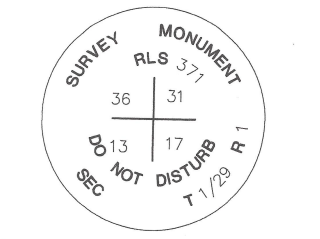 SURVEY MONUMENT
RLS 371
36 31
13 17
DO NOT DISTURB
SEC T 1/29 R 1